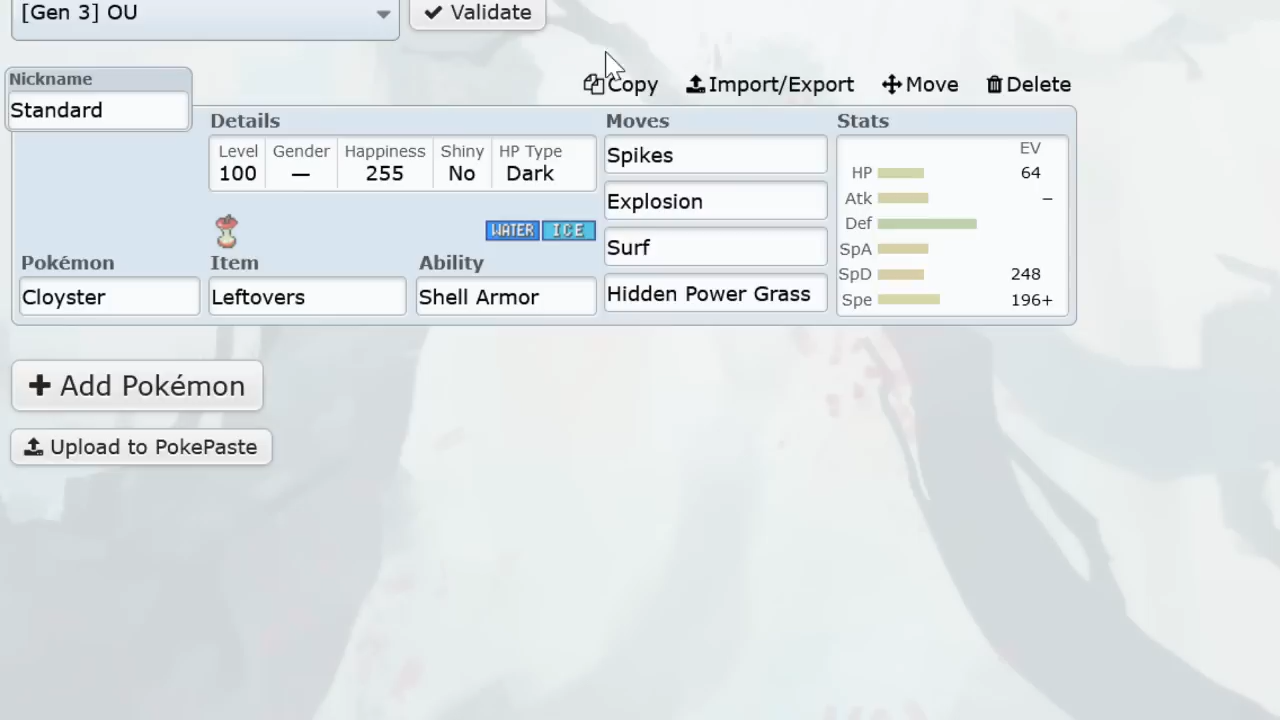 [Gen 3] OU
Validate
Nickname
Standard
Copy
Import/Export
Move
Delete
Details
Level
Gender
Happiness
Shiny
HP Type
100
—
255
No
Dark
WATER
ICE
Pokémon
Item
Ability
Cloyster
Leftovers
Shell Armor
Moves
Spikes
Explosion
Surf
Hidden Power Grass
Stats
EV
HP 64
Atk –
Def
SpA
SpD 248
Spe 196+
Add Pokémon
Upload to PokePaste